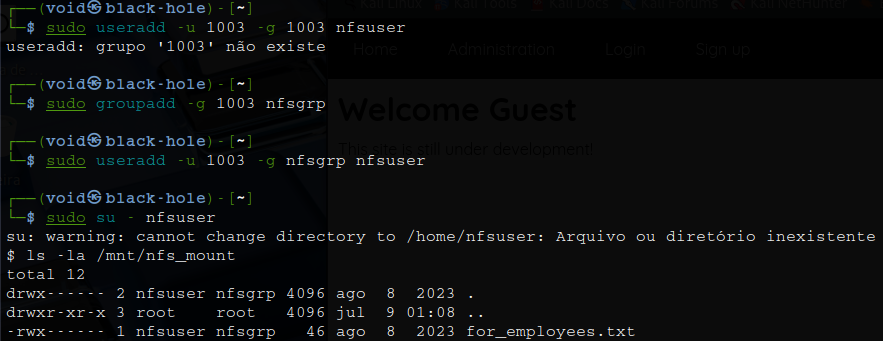 Kali Linux Kali Tools Kali Docs Kali Forums Kali NetHunter
┌──(void㉿black-hole)-[~]
└─$ sudo useradd -u 1003 -g 1003 nfsuser
useradd: grupo '1003' não existe
Home Administration Login Sign up
┌──(void㉿black-hole)-[~]
└─$ sudo groupadd -g 1003 nfsgrp
Welcome Guest
┌──(void㉿black-hole)-[~]
This site is still under development!
└─$ sudo useradd -u 1003 -g nfsgrp nfsuser
┌──(void㉿black-hole)-[~]
└─$ sudo su - nfsuser
su: warning: cannot change directory to /home/nfsuser: Arquivo ou diretório inexistente
$ ls -la /mnt/nfs_mount
total 12
drwx------ 2 nfsuser nfsgrp 4096 ago  8  2023 .
drwxr-xr-x 3 root    root   4096 jul  9 01:08 ..
-rwx------ 1 nfsuser nfsgrp   46 ago  8  2023 for_employees.txt